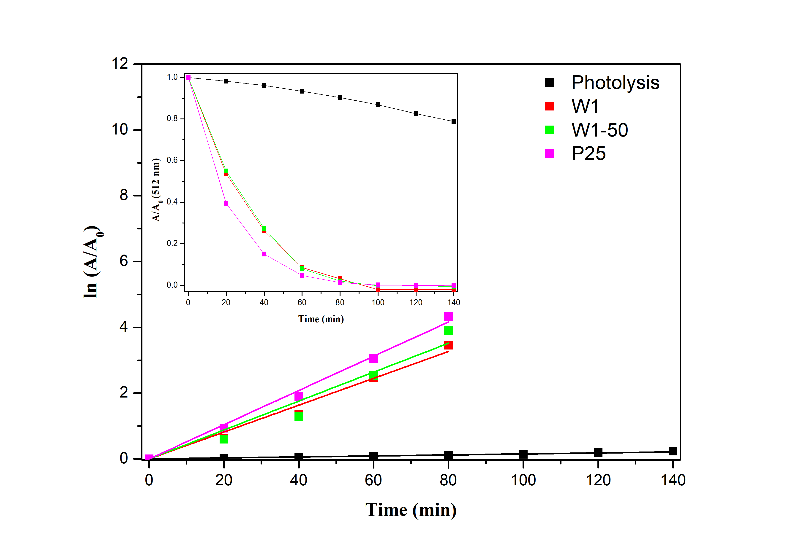 12
10
8
6
4
2
0
ln (A/A0)
0 20 40 60 80 100 120 140
Time (min)
Photolysis
W1
W1-50
P25
1.0
0.8
0.6
0.4
0.2
0.0
A/A0 (512 nm)
0 20 40 60 80 100 120 140
Time (min)